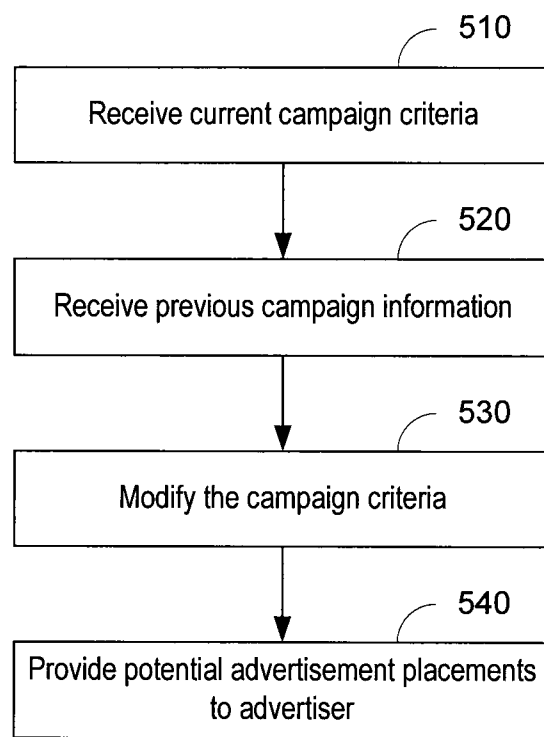 510
Receive current campaign criteria
520
Receive previous campaign information
530
Modify the campaign criteria
540
Provide potential advertisement placements
to advertiser